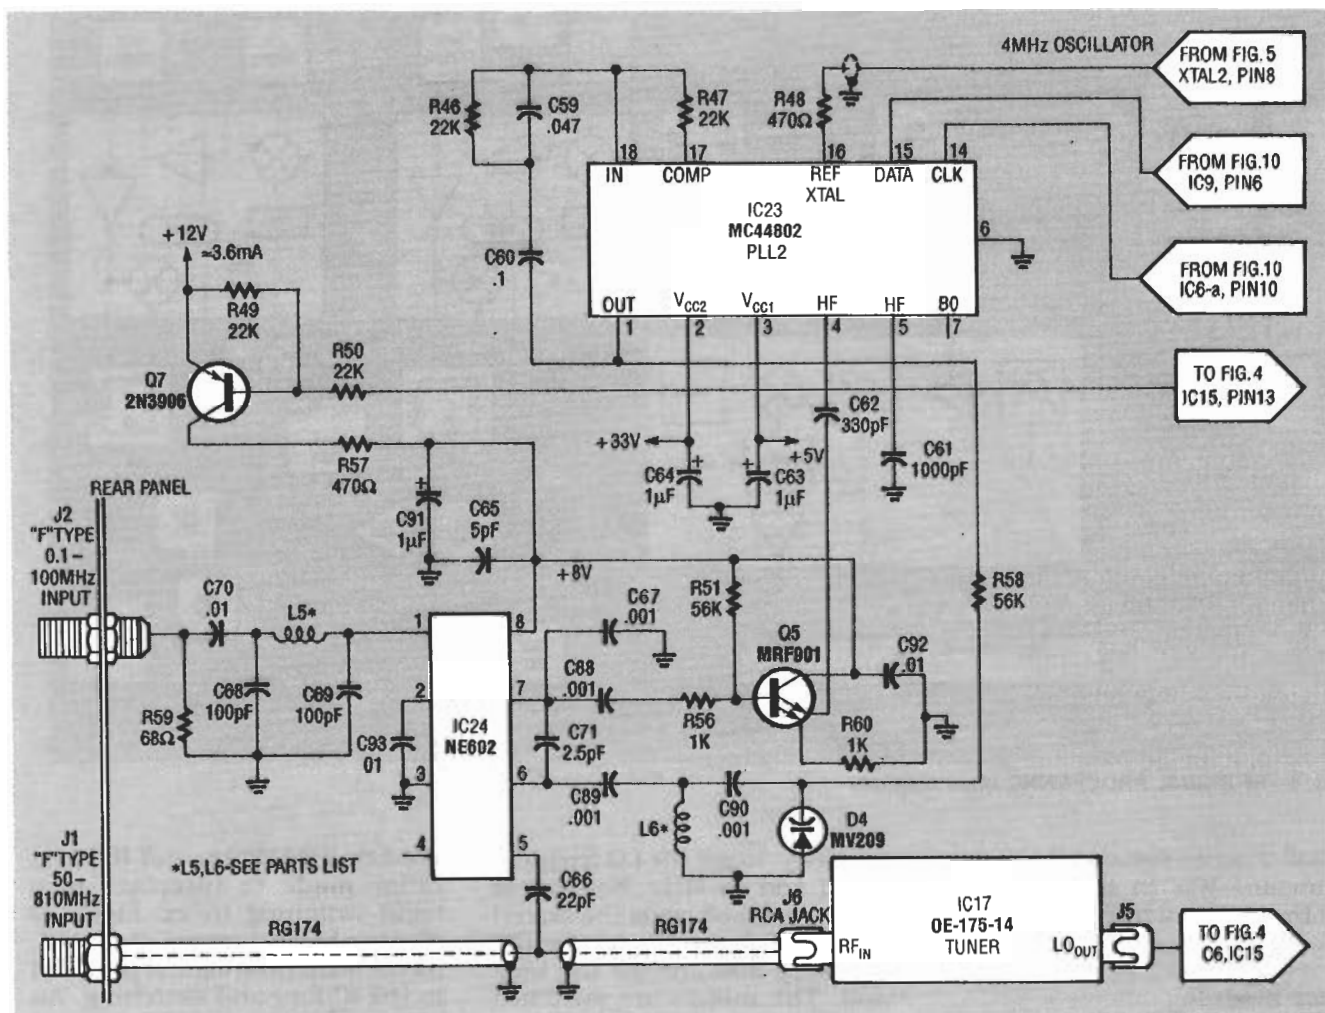 4MHz OSCILLATOR
FROM FIG. 5
XTAL2, PIN8
R46
22K
C59
.047
R47
22K
R48
470Ω
18
17
16
15
14
IN
COMP
REF
XTAL
DATA
CLK
FROM FIG.10
IC9, PIN6
IC23
MC44802
PLL2
6
+12V
≈3.6mA
C60
.1
FROM FIG.10
IC6-a, PIN10
R49
22K
OUT
VCC2
VCC1
HF
HF
B0
1
2
3
4
5
7
R50
22K
Q7
2N3906
TO FIG. 4
IC15, PIN13
C62
330pF
+33V
+5V
R57
470Ω
C64
1µF
C63
1µF
C61
1000pF
+
+
+
REAR PANEL
J2
"F"TYPE
0.1–
100MHz
INPUT
C91
1µF
C65
5pF
+8V
R51
56K
R58
56K
C70
.01
L5*
1
8
C67
.001
Q5
MRF901
C92
.01
C68
100pF
C69
100pF
2
7
C88
.001
R59
68Ω
C93
01
IC24
NE602
C71
2.5pF
R56
1K
R60
1K
3
6
C89
.001
C90
.001
L6*
D4
MV209
J1
"F"TYPE
50–
810MHz
INPUT
*L5,L6-SEE PARTS LIST
4
5
C66
22pF
RG174
RG174
J6
RCA JACK
RFIN
IC17
OE-175-14
TUNER
LOOUT
J5
TO FIG. 4
C6,IC15